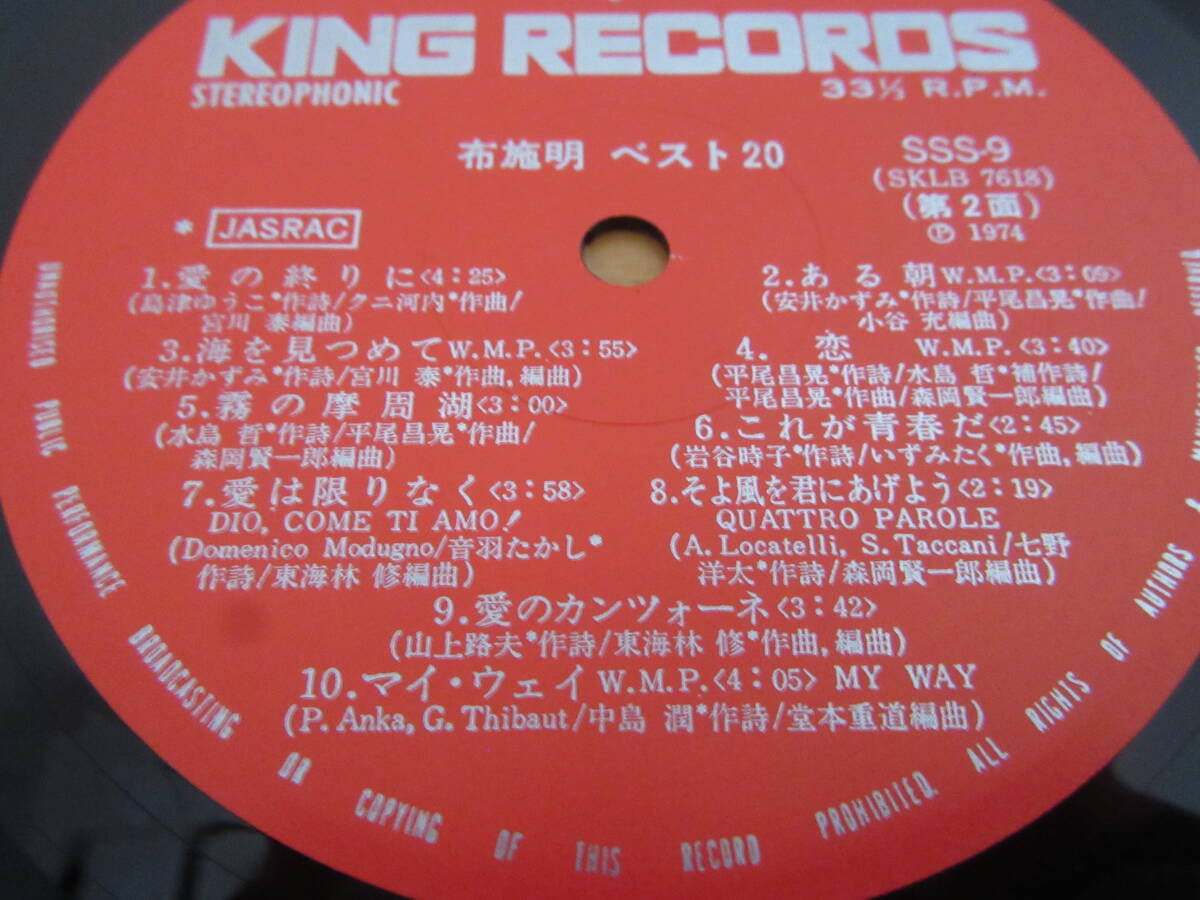 KING RECORDS
STEREOPHONIC
33⅓ R.P.M.
布施明 ベスト20
SSS-9
(SKLB 7618)
(第2面)
Ⓟ 1974
* JASRAC
1.愛の終りに<4:25>
(島津ゆうこ*作詩/クニ河内*作曲/
宮川 泰編曲)
2.ある朝 W.M.P.<3:09>
(安井かずみ*作詩/平尾昌晃*作曲/
小谷 充編曲)
3.海を見つめて W.M.P.<3:55>
(安井かずみ*作詩/宮川 泰*作曲,編曲)
4. 恋 W.M.P.<3:40>
(平尾昌晃*作詩/水島 哲*補作詩/
平尾昌晃*作曲/森岡賢一郎編曲)
5.霧の摩周湖<3:00>
(水島 哲*作詩/平尾昌晃*作曲/
森岡賢一郎編曲)
6.これが青春だ<2:45>
(岩谷時子*作詩/いずみたく*作曲,編曲)
7.愛は限りなく<3:58>
DIO, COME TI AMO!
(Domenico Modugno/音羽たかし*
作詩/東海林 修編曲)
8.そよ風を君にあげよう<2:19>
QUATTRO PAROLE
(A. Locatelli, S. Taccani/七野
洋太*作詩/森岡賢一郎編曲)
9.愛のカンツォーネ<3:42>
(山上路夫*作詩/東海林 修*作曲,編曲)
10.マイ・ウェイ W.M.P.<4:05> MY WAY
(P. Anka, G. Thibaut/中島 潤*作詩/堂本重道編曲)
UNAUTHORISED PUBLIC PERFORMANCE BROADCASTING OR COPYING OF THIS RECORD PROHIBITED. ALL RIGHTS OF AUTHORS